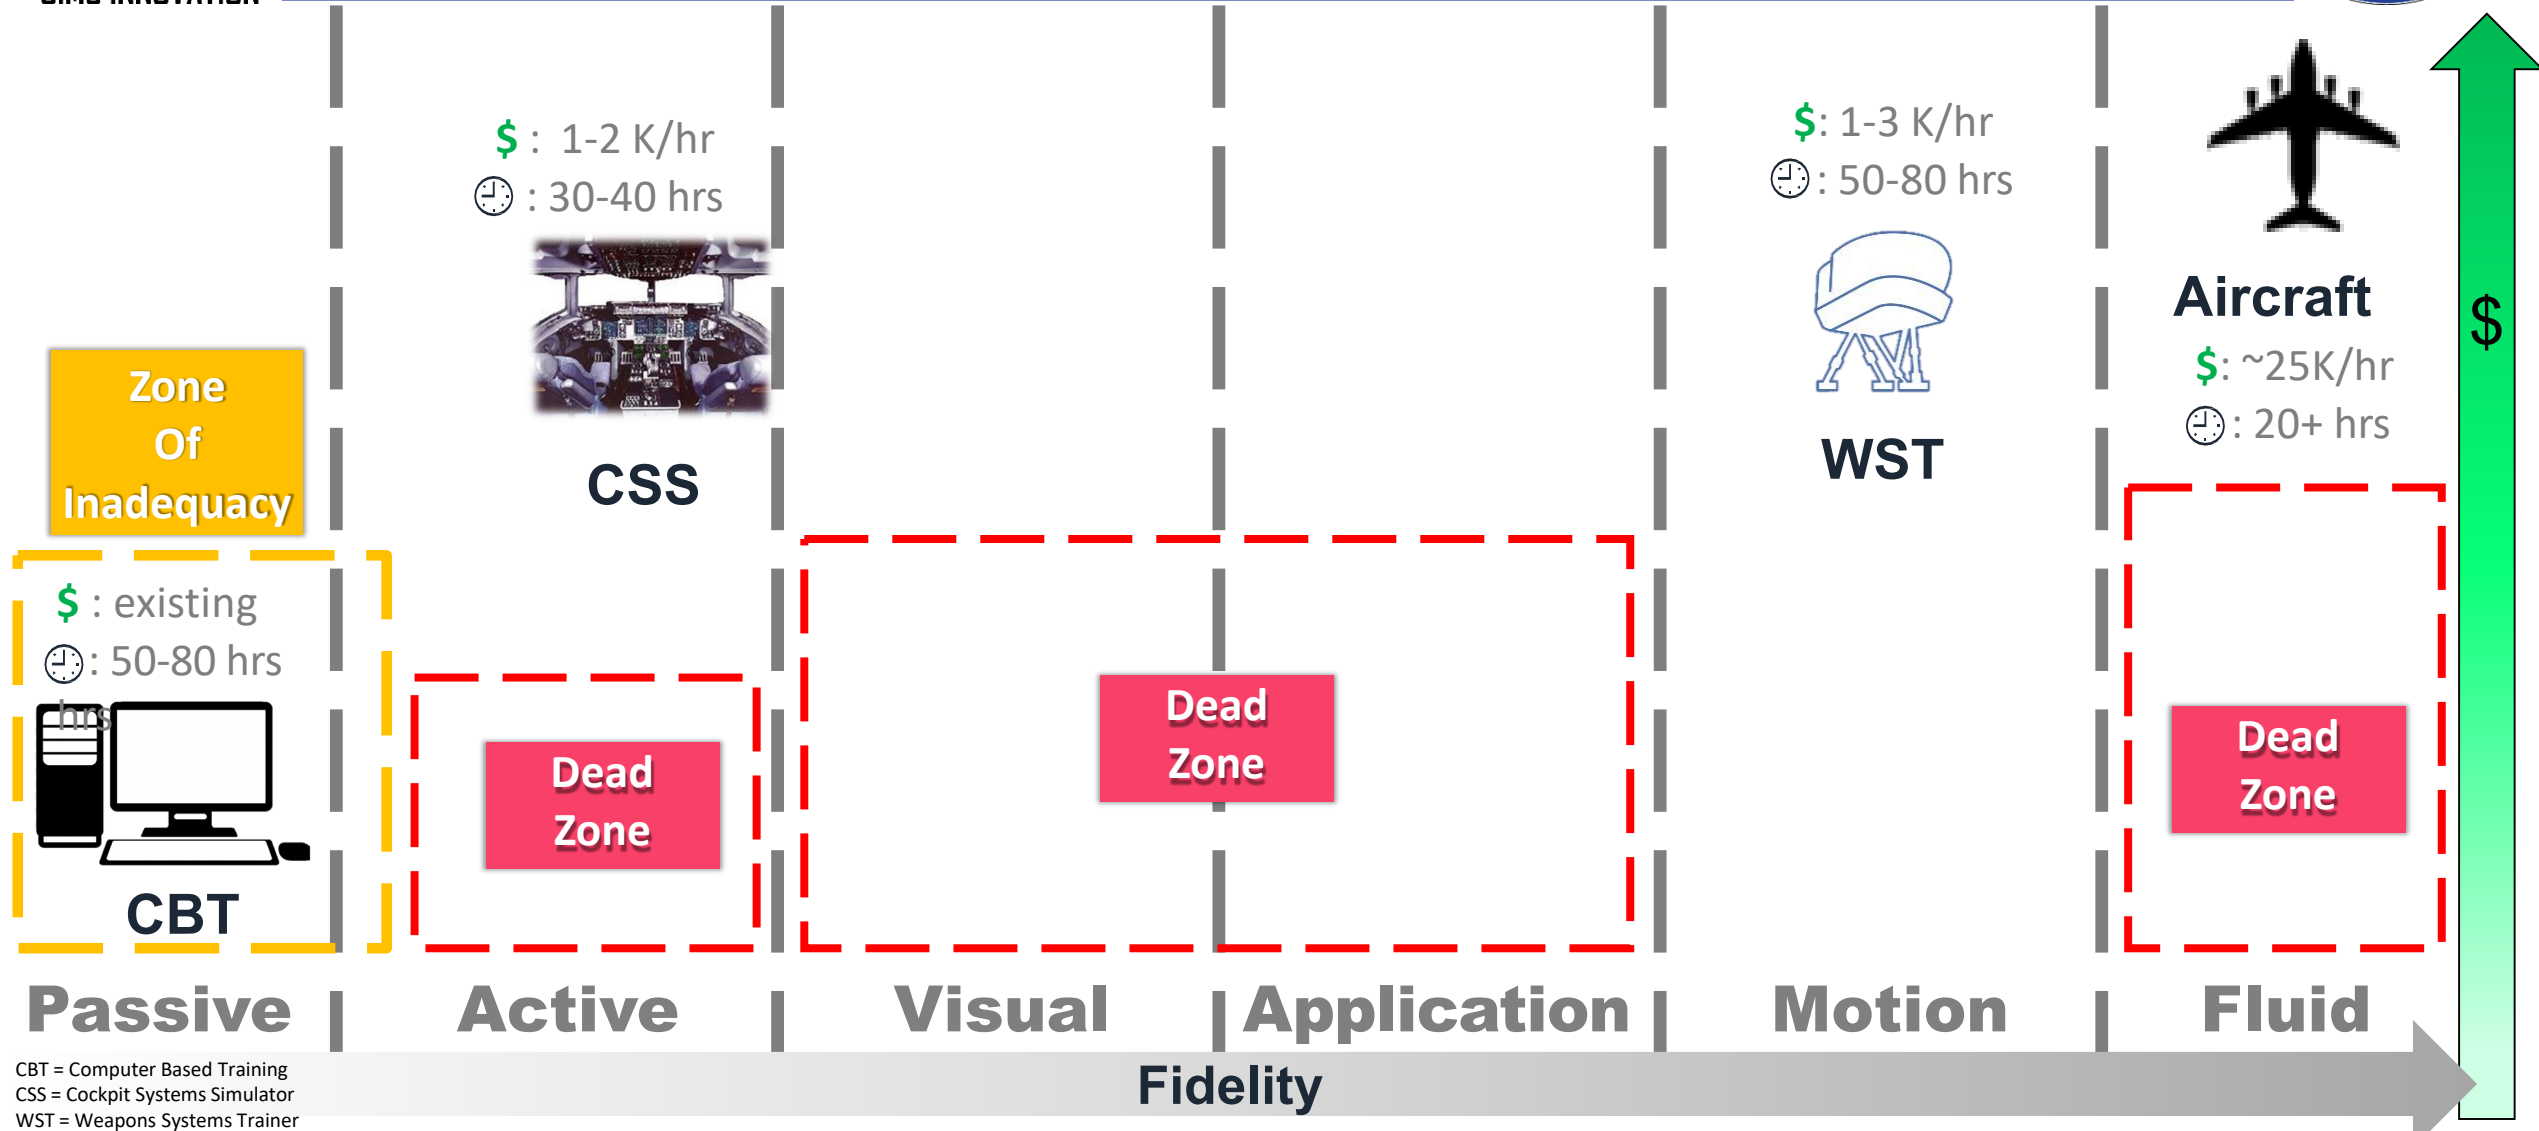 $ : 1-2 K/hr
: 30-40 hrs
CSS
$: 1-3 K/hr
: 50-80 hrs
WST
Aircraft
$: ~25K/hr
: 20+ hrs
$
Zone
Of
Inadequacy
$ : existing
: 50-80 hrs
hrs
CBT
Dead
Zone
Dead
Zone
Dead
Zone
Passive
Active
Visual
Application
Motion
Fluid
Fidelity
CBT = Computer Based Training
CSS = Cockpit Systems Simulator
WST = Weapons Systems Trainer